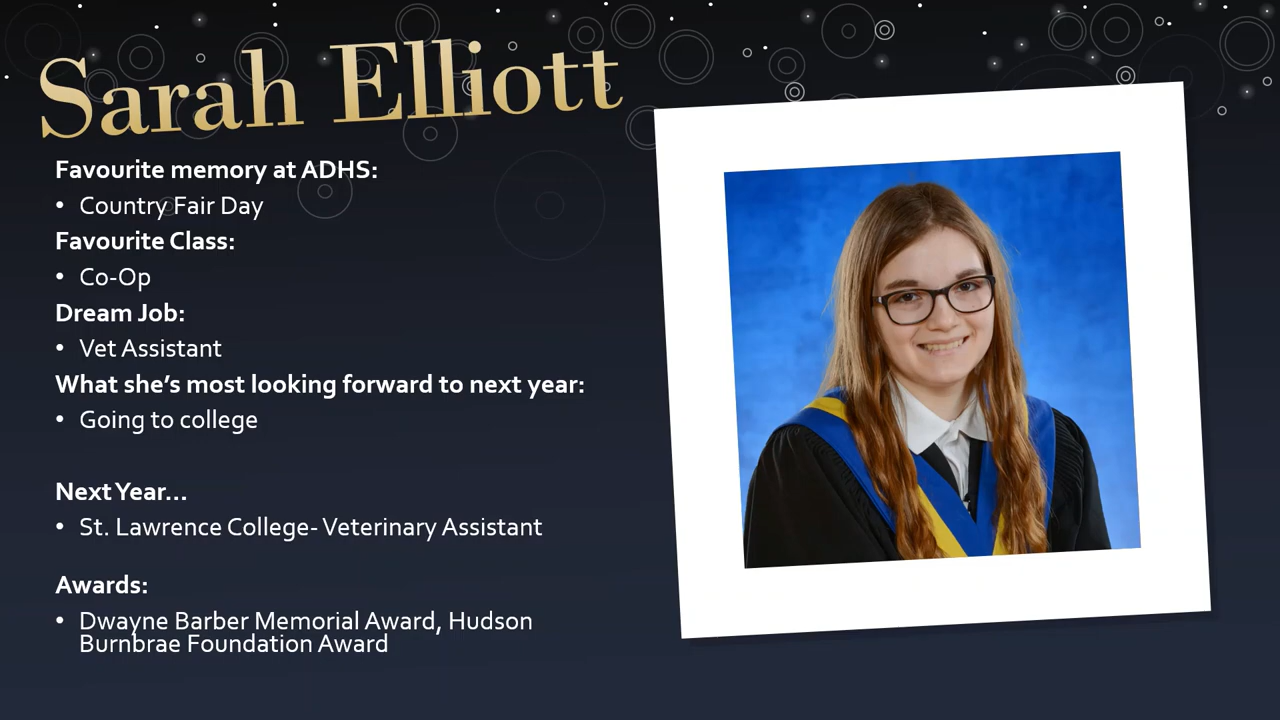 Sarah Elliott
Favourite memory at ADHS:
• Country Fair Day
Favourite Class:
• Co-Op
Dream Job:
• Vet Assistant
What she’s most looking forward to next year:
• Going to college
Next Year…
• St. Lawrence College- Veterinary Assistant
Awards:
• Dwayne Barber Memorial Award, Hudson
Burnbrae Foundation Award